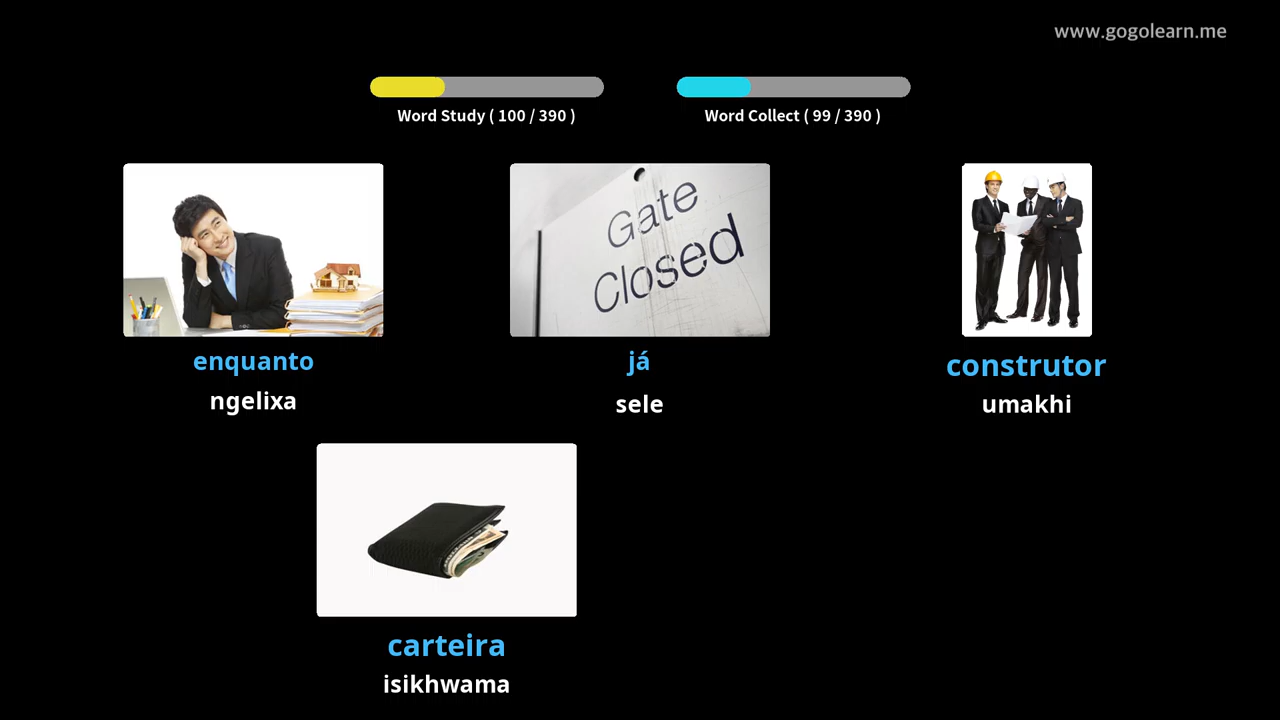 www.gogolearn.me
Word Study ( 100 / 390 )
Word Collect ( 99 / 390 )
Gate
Closed
enquanto
ngelixa
já
sele
construtor
umakhi
carteira
isikhwama